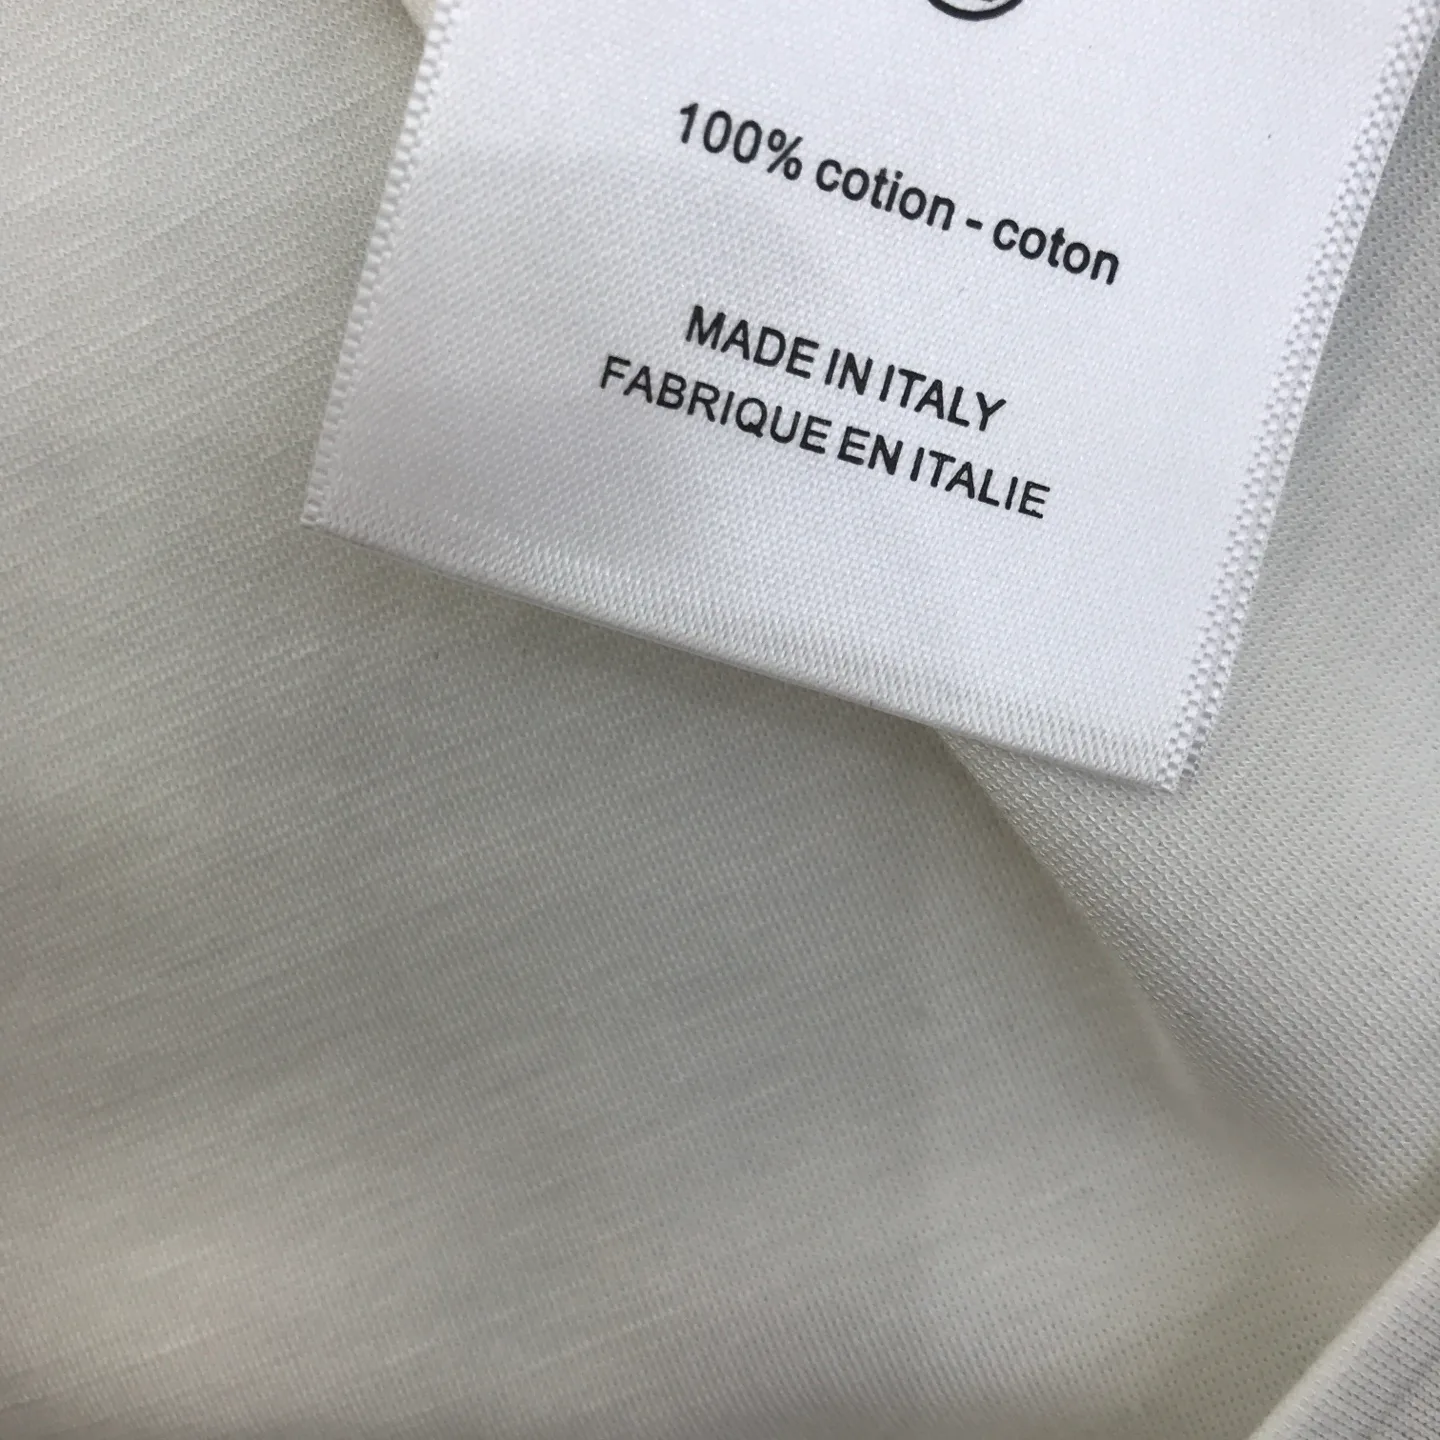 100% cotion - coton
MADE IN ITALY
FABRIQUE EN ITALIE